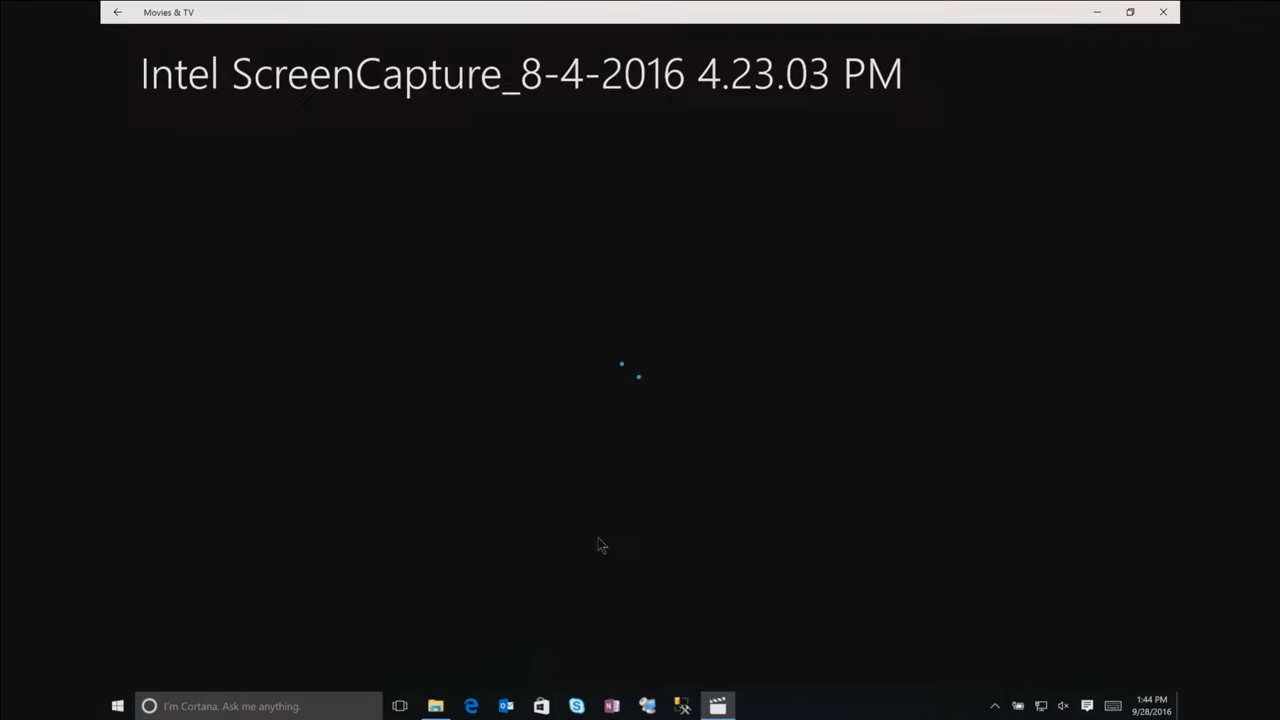 Movies & TV
Intel ScreenCapture_8-4-2016 4.23.03 PM
I'm Cortana. Ask me anything.
1:44 PM
9/28/2016